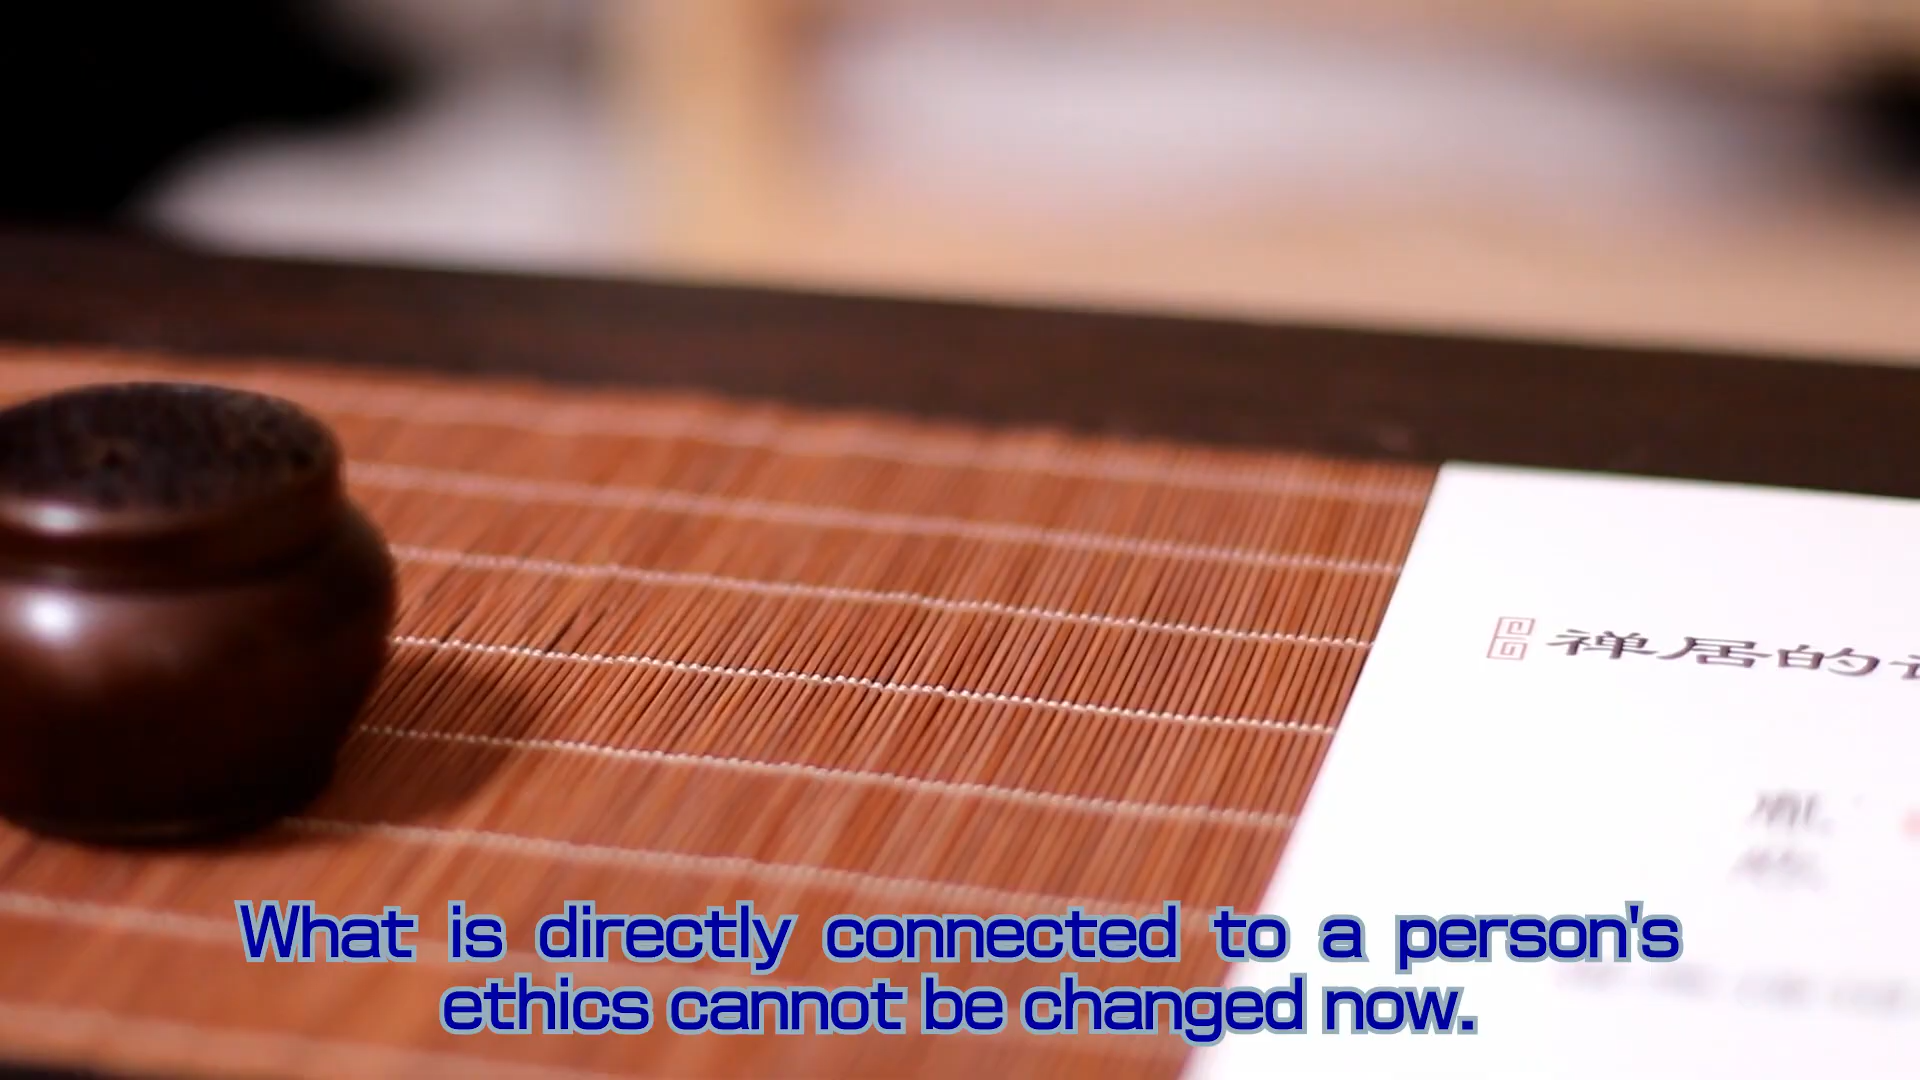 禅居的
What is directly connected to a person's
ethics cannot be changed now.